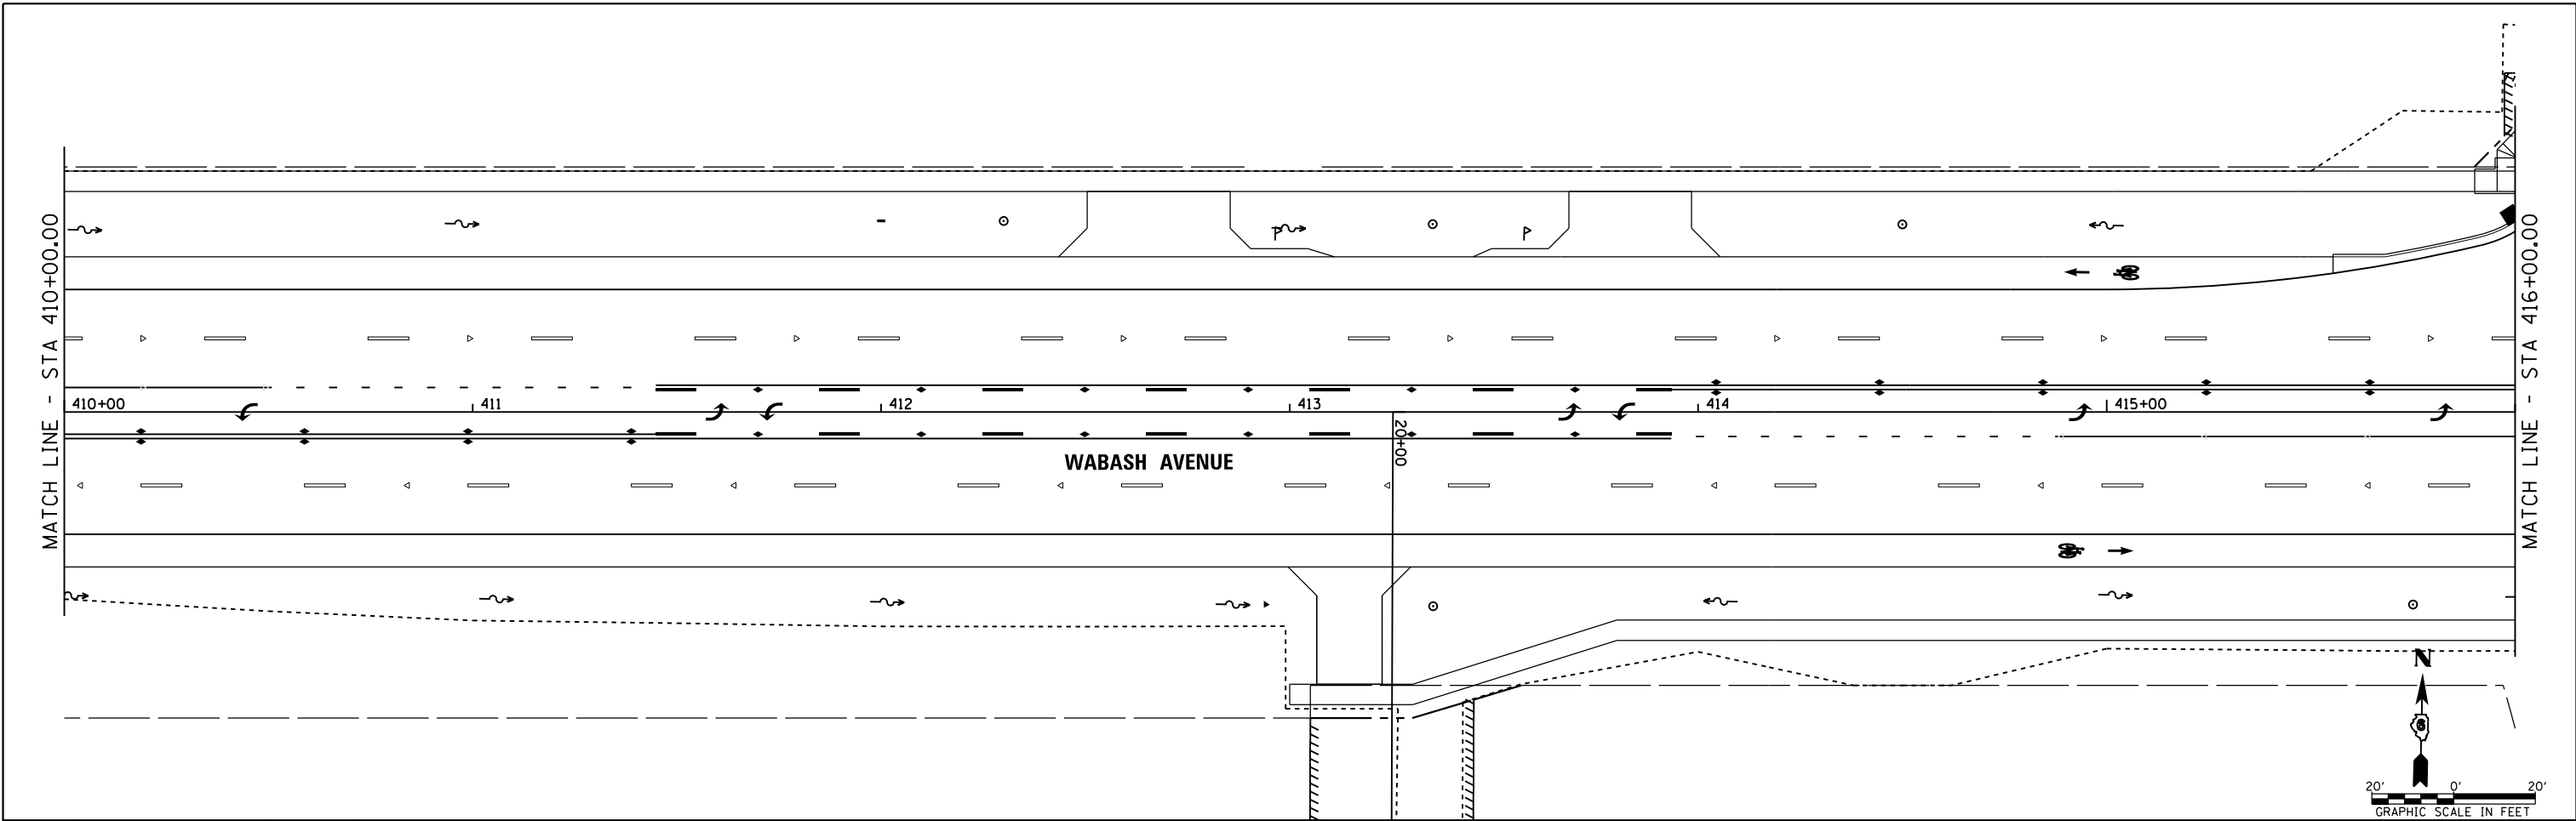 MATCH LINE - STA 410+00.00
410+00
411
412
413
414
415+00
20+00
WABASH AVENUE
MATCH LINE - STA 416+00.00
N
20' 0' 20'
GRAPHIC SCALE IN FEET